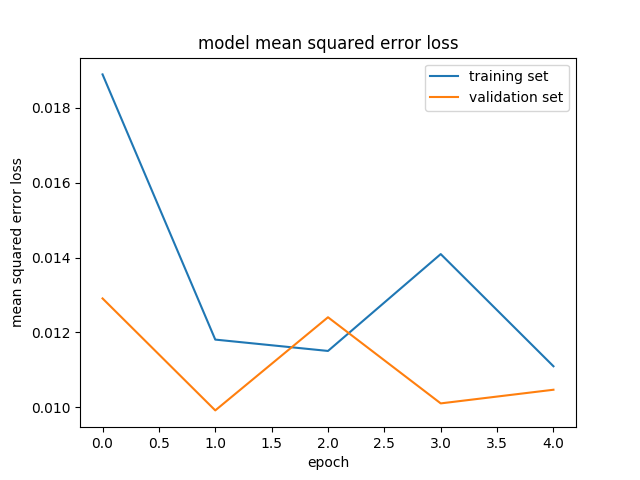 model mean squared error loss
training set
validation set
mean squared error loss
0.018
0.016
0.014
0.012
0.010
0.0 0.5 1.0 1.5 2.0 2.5 3.0 3.5 4.0
epoch